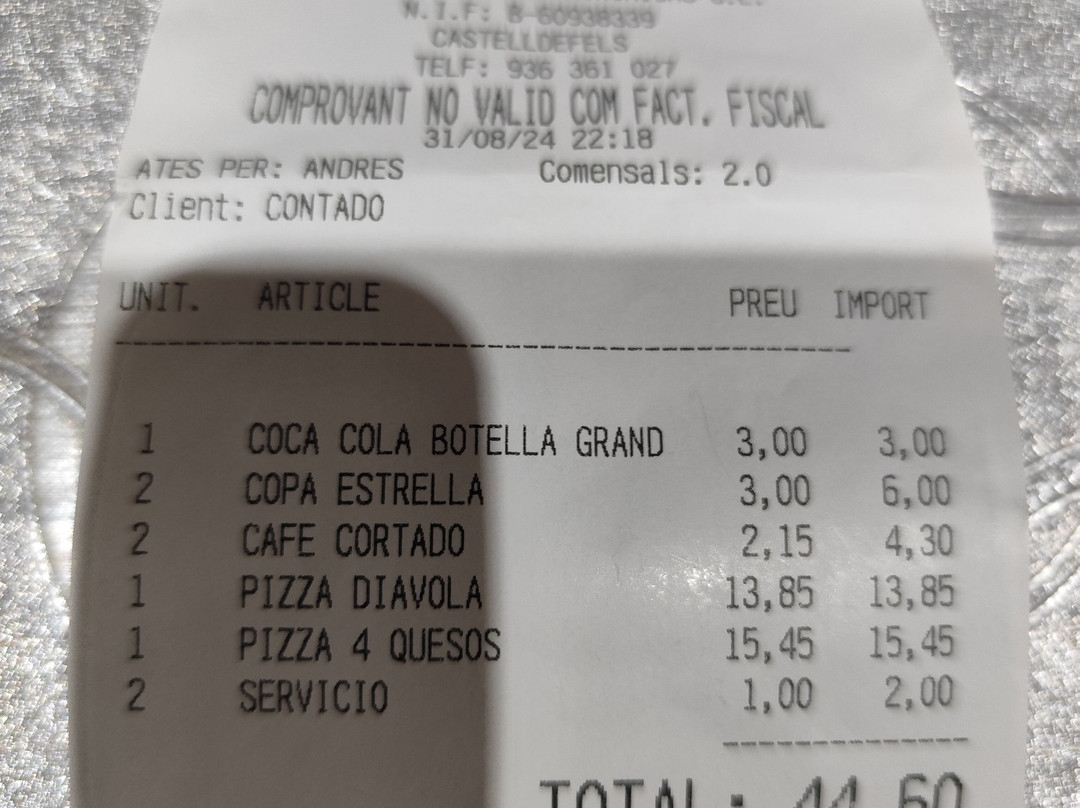 N.I.F: B-60938339
CASTELLDEFELS
TELF: 936 361 027
COMPROVANT NO VALID COM FACT. FISCAL
31/08/24 22:18
ATES PER: ANDRES Comensals: 2.0
Client: CONTADO
UNIT. ARTICLE PREU IMPORT
1 COCA COLA BOTELLA GRAND 3,00 3,00
2 COPA ESTRELLA 3,00 6,00
2 CAFE CORTADO 2,15 4,30
1 PIZZA DIAVOLA 13,85 13,85
1 PIZZA 4 QUESOS 15,45 15,45
2 SERVICIO 1,00 2,00
TOTAL: 44,60